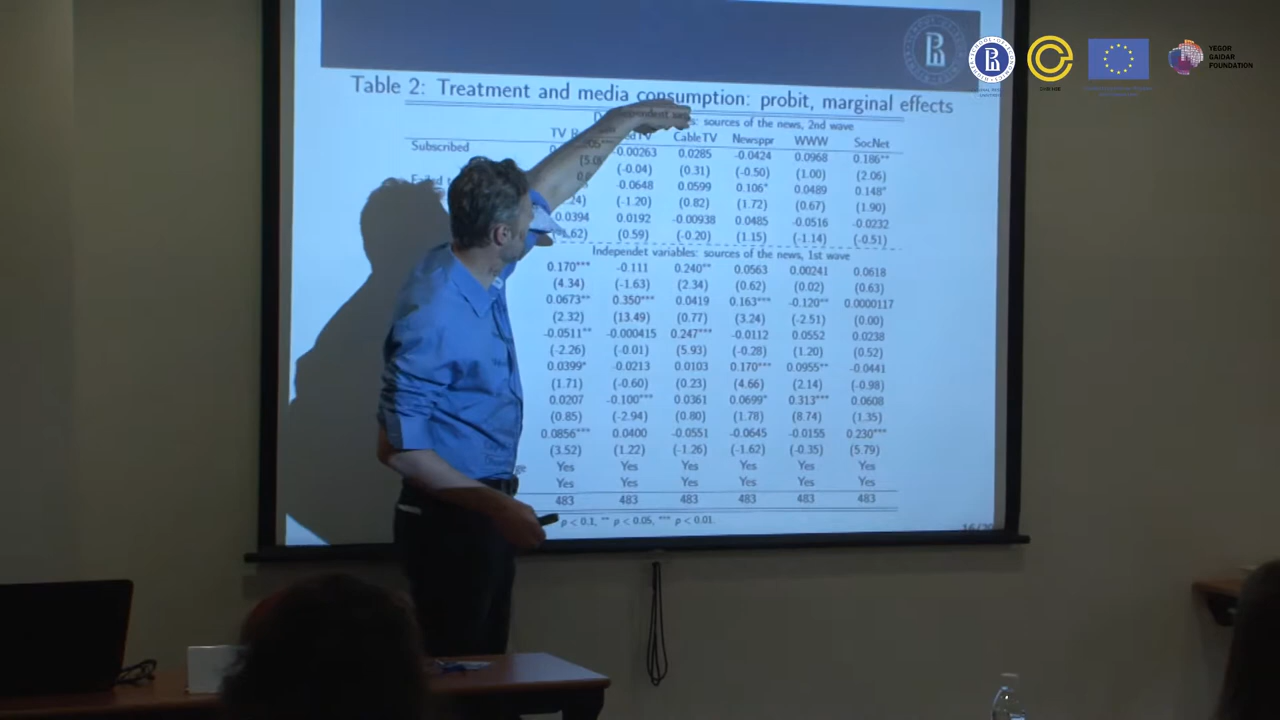 YEGOR
GAIDAR
FOUNDATION
Table 2: Treatment and media consumption: probit, marginal effects
sources of the news, 2nd wave
CableTV Newsppr WWW SocNet
Subscribed -0.00263 0.0285 -0.0424 0.0968 0.186**
(-0.04) (0.31) (-0.50) (1.00) (2.06)
-0.0648 0.0599 0.106* 0.0489 0.148*
(-1.20) (0.82) (1.72) (0.67) (1.90)
0.0394 0.0192 -0.00938 0.0485 -0.0516 -0.0232
(0.59) (-0.20) (1.15) (-1.14) (-0.51)
Independet variables: sources of the news, 1st wave
0.170*** -0.111 0.240** 0.0563 0.00241 0.0618
(4.34) (-1.63) (2.34) (0.62) (0.02) (0.63)
0.0673** 0.350*** 0.0419 0.163*** -0.120** 0.0000117
(2.32) (13.49) (0.77) (3.24) (-2.51) (0.00)
-0.0511** -0.000415 0.247*** -0.0112 0.0552 0.0238
(-2.26) (-0.01) (5.93) (-0.28) (1.20) (0.52)
0.0399* -0.0213 0.0103 0.170*** 0.0955** -0.0441
(1.71) (-0.60) (0.23) (4.66) (2.14) (-0.98)
0.0207 -0.100*** 0.0361 0.0699* 0.313*** 0.0608
(0.85) (-2.94) (0.80) (1.78) (8.74) (1.35)
0.0856*** 0.0400 -0.0551 -0.0645 -0.0155 0.230***
(3.52) (1.22) (-1.26) (-1.62) (-0.35) (5.79)
Yes Yes Yes Yes Yes Yes
Yes Yes Yes Yes Yes Yes
483 483 483 483 483 483
p < 0.1, ** p < 0.05, *** p < 0.01.